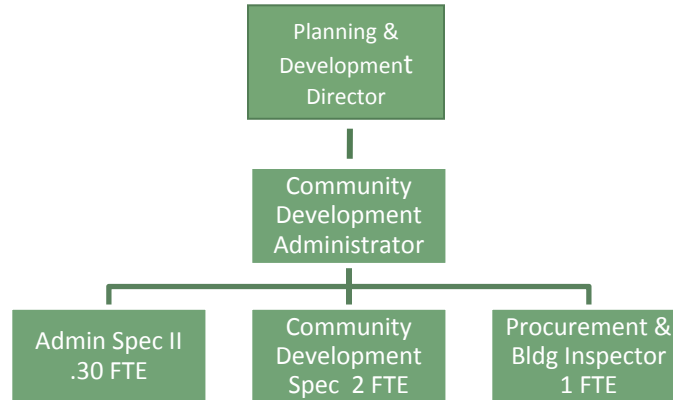 Planning &
Development
Director
Community
Development
Administrator
Admin Spec II
.30 FTE
Community
Development
Spec 2 FTE
Procurement &
Bldg Inspector
1 FTE